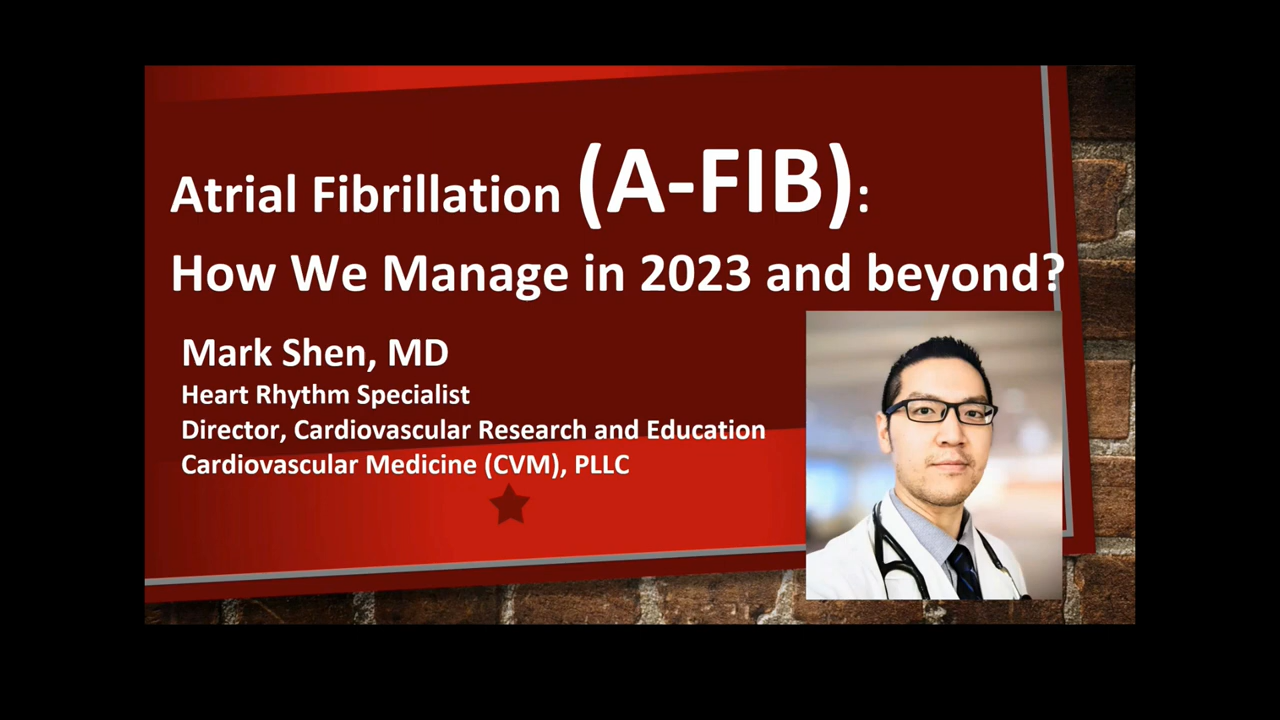 Atrial Fibrillation (A-FIB):
How We Manage in 2023 and beyond?
Mark Shen, MD
Heart Rhythm Specialist
Director, Cardiovascular Research and Education
Cardiovascular Medicine (CVM), PLLC